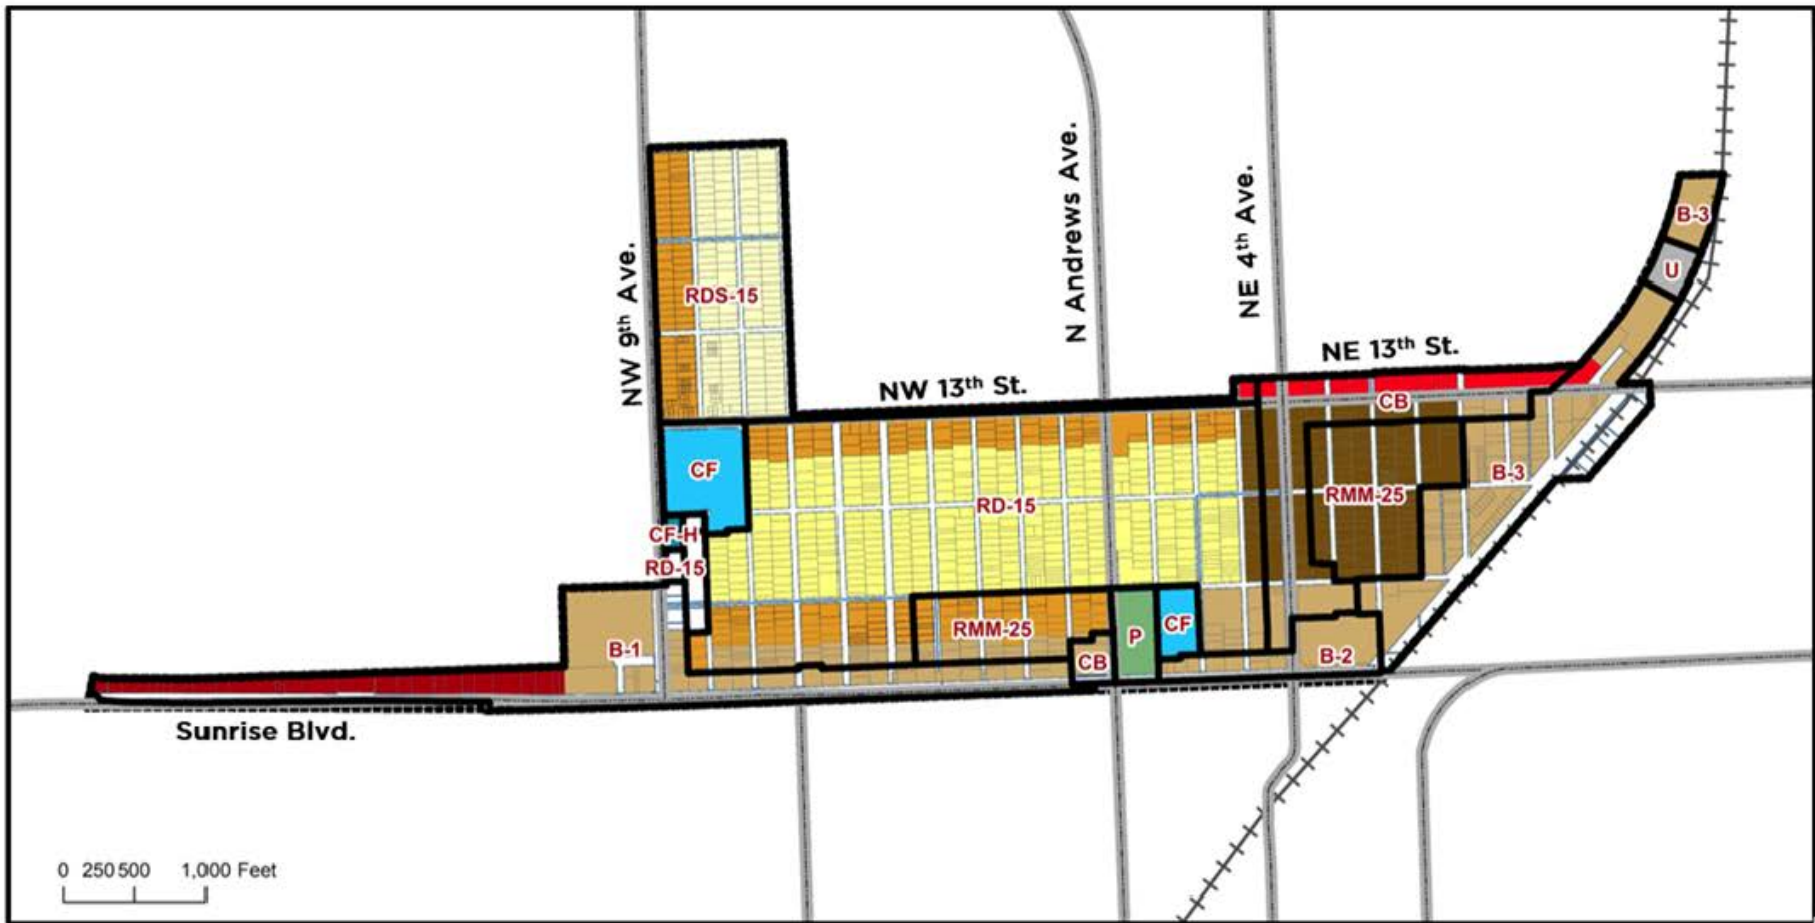 NW 9th Ave.
N Andrews Ave.
NE 4th Ave.
B-3
U
RDS-15
NE 13th St.
NW 13th St.
CB
CF
B-3
RMM-25
RD-15
CF-H
RD-15
RMM-25
P
CF
B-1
CB
B-2
Sunrise Blvd.
0 250 500 1,000 Feet